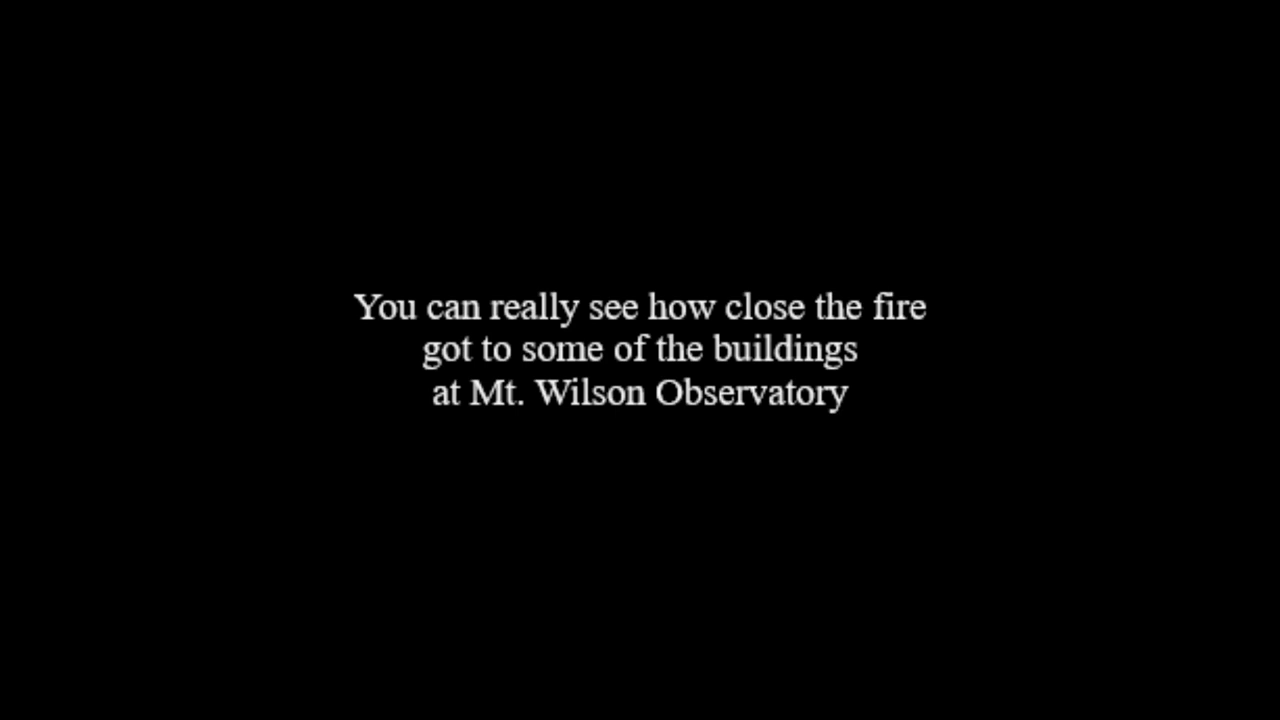 You can really see how close the fire
got to some of the buildings
at Mt. Wilson Observatory